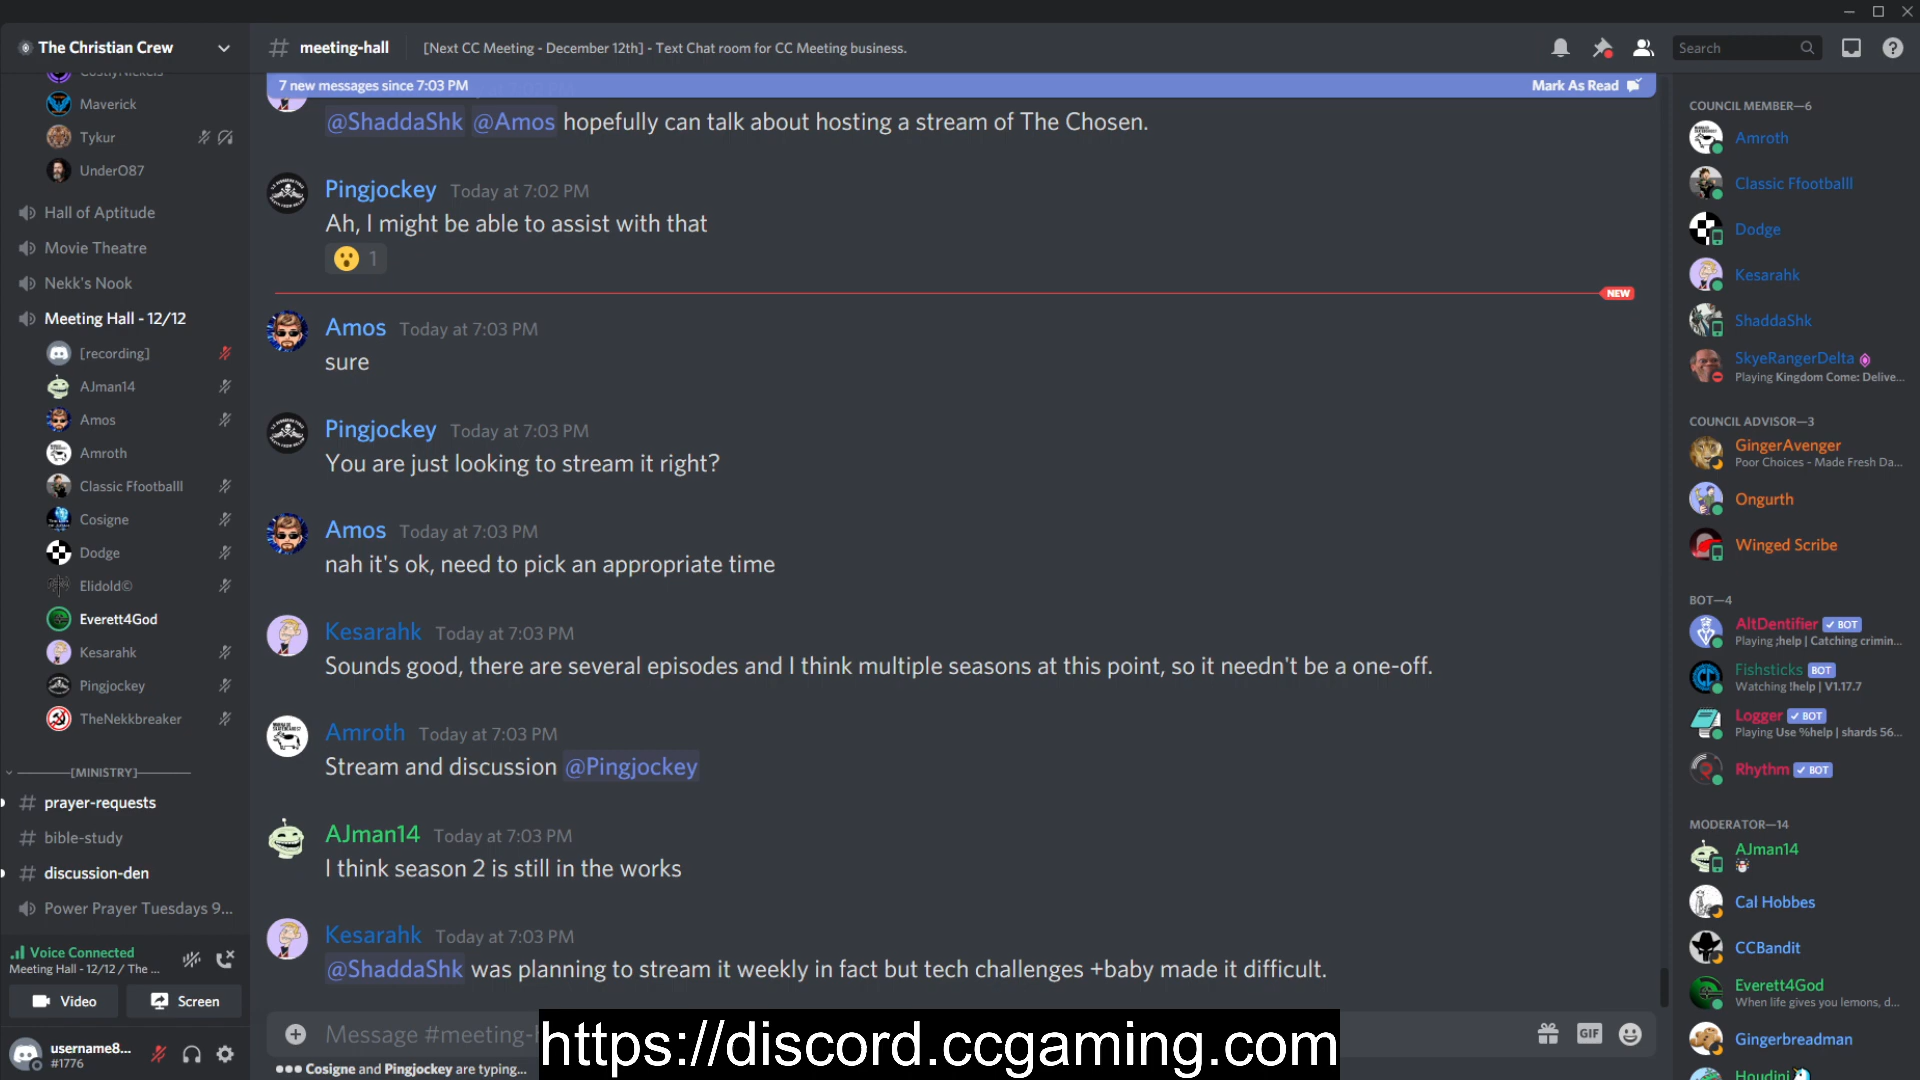 The Christian Crew
# meeting-hall
[Next CC Meeting - December 12th] - Text Chat room for CC Meeting business.
Search
CostlyNickels
Maverick
Tykur
UnderO87
Hall of Aptitude
Movie Theatre
Nekk's Nook
Meeting Hall - 12/12
[recording]
AJman14
Amos
Amroth
Classic Ffootballl
Cosigne
Dodge
Elidold©
Everett4God
Kesarahk
Pingjockey
TheNekkbreaker
[MINISTRY]
# prayer-requests
# bible-study
# discussion-den
Power Prayer Tuesdays 9...
Voice Connected
Meeting Hall - 12/12 / The ...
Video
Screen
username8...
#1776
7 new messages since 7:03 PM
Mark As Read
@ShaddaShk @Amos hopefully can talk about hosting a stream of The Chosen.
Pingjockey Today at 7:02 PM
Ah, I might be able to assist with that
1
NEW
Amos Today at 7:03 PM
sure
Pingjockey Today at 7:03 PM
You are just looking to stream it right?
Amos Today at 7:03 PM
nah it's ok, need to pick an appropriate time
Kesarahk Today at 7:03 PM
Sounds good, there are several episodes and I think multiple seasons at this point, so it needn't be a one-off.
Amroth Today at 7:03 PM
Stream and discussion @Pingjockey
AJman14 Today at 7:03 PM
I think season 2 is still in the works
Kesarahk Today at 7:03 PM
@ShaddaShk was planning to stream it weekly in fact but tech challenges +baby made it difficult.
Message #meeting-
GIF
https://discord.ccgaming.com
Cosigne and Pingjockey are typing...
COUNCIL MEMBER—6
Amroth
Classic Ffootballl
Dodge
Kesarahk
ShaddaShk
SkyeRangerDelta
Playing Kingdom Come: Delive...
COUNCIL ADVISOR—3
GingerAvenger
Poor Choices - Made Fresh Da...
Ongurth
Winged Scribe
BOT—4
AltDentifier BOT
Playing ;help | Catching crimin...
Fishsticks BOT
Watching !help | V1.17.7
Logger BOT
Playing Use %help | shards 56...
Rhythm BOT
MODERATOR—14
AJman14
Cal Hobbes
CCBandit
Everett4God
When life gives you lemons, d...
Gingerbreadman
Houdini